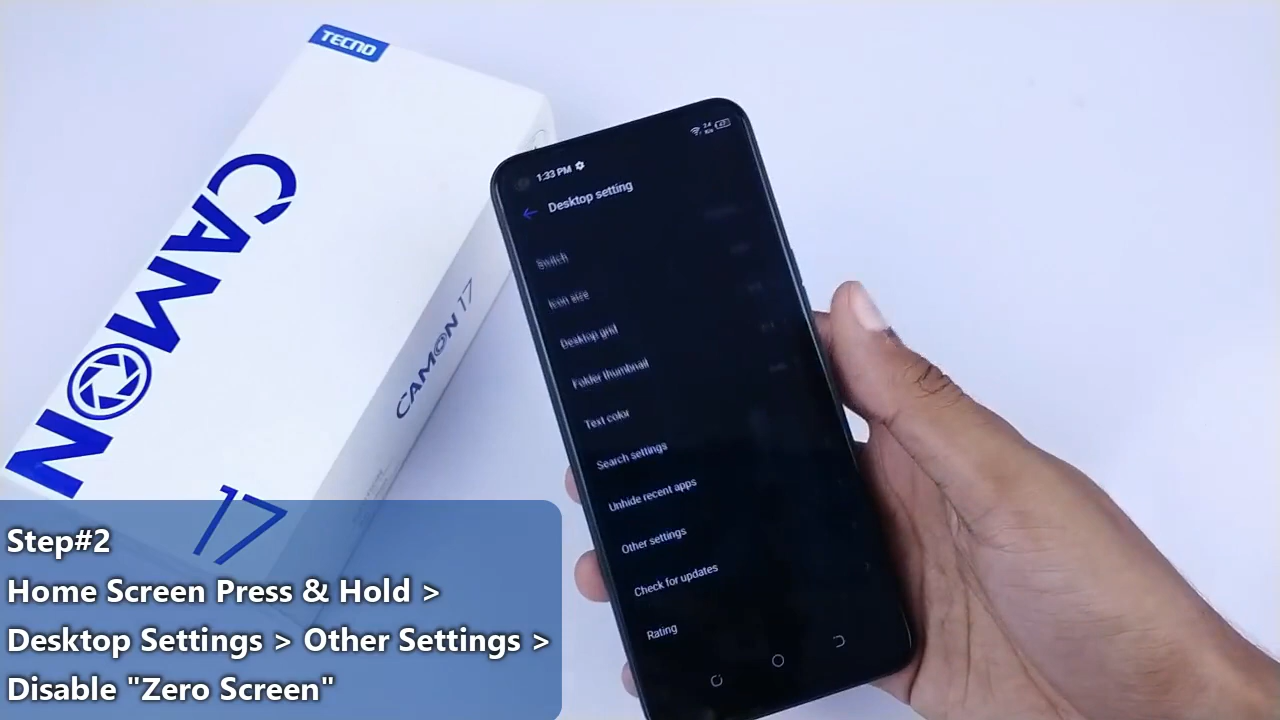 TECNO
CAMON
17
CAMON 17
1:33 PM
Desktop setting
Switch
Icon size
Desktop grid
Folder thumbnail
Text color
Search settings
Unhide recent apps
Other settings
Check for updates
Rating
Step#2
Home Screen Press & Hold >
Desktop Settings > Other Settings >
Disable "Zero Screen"